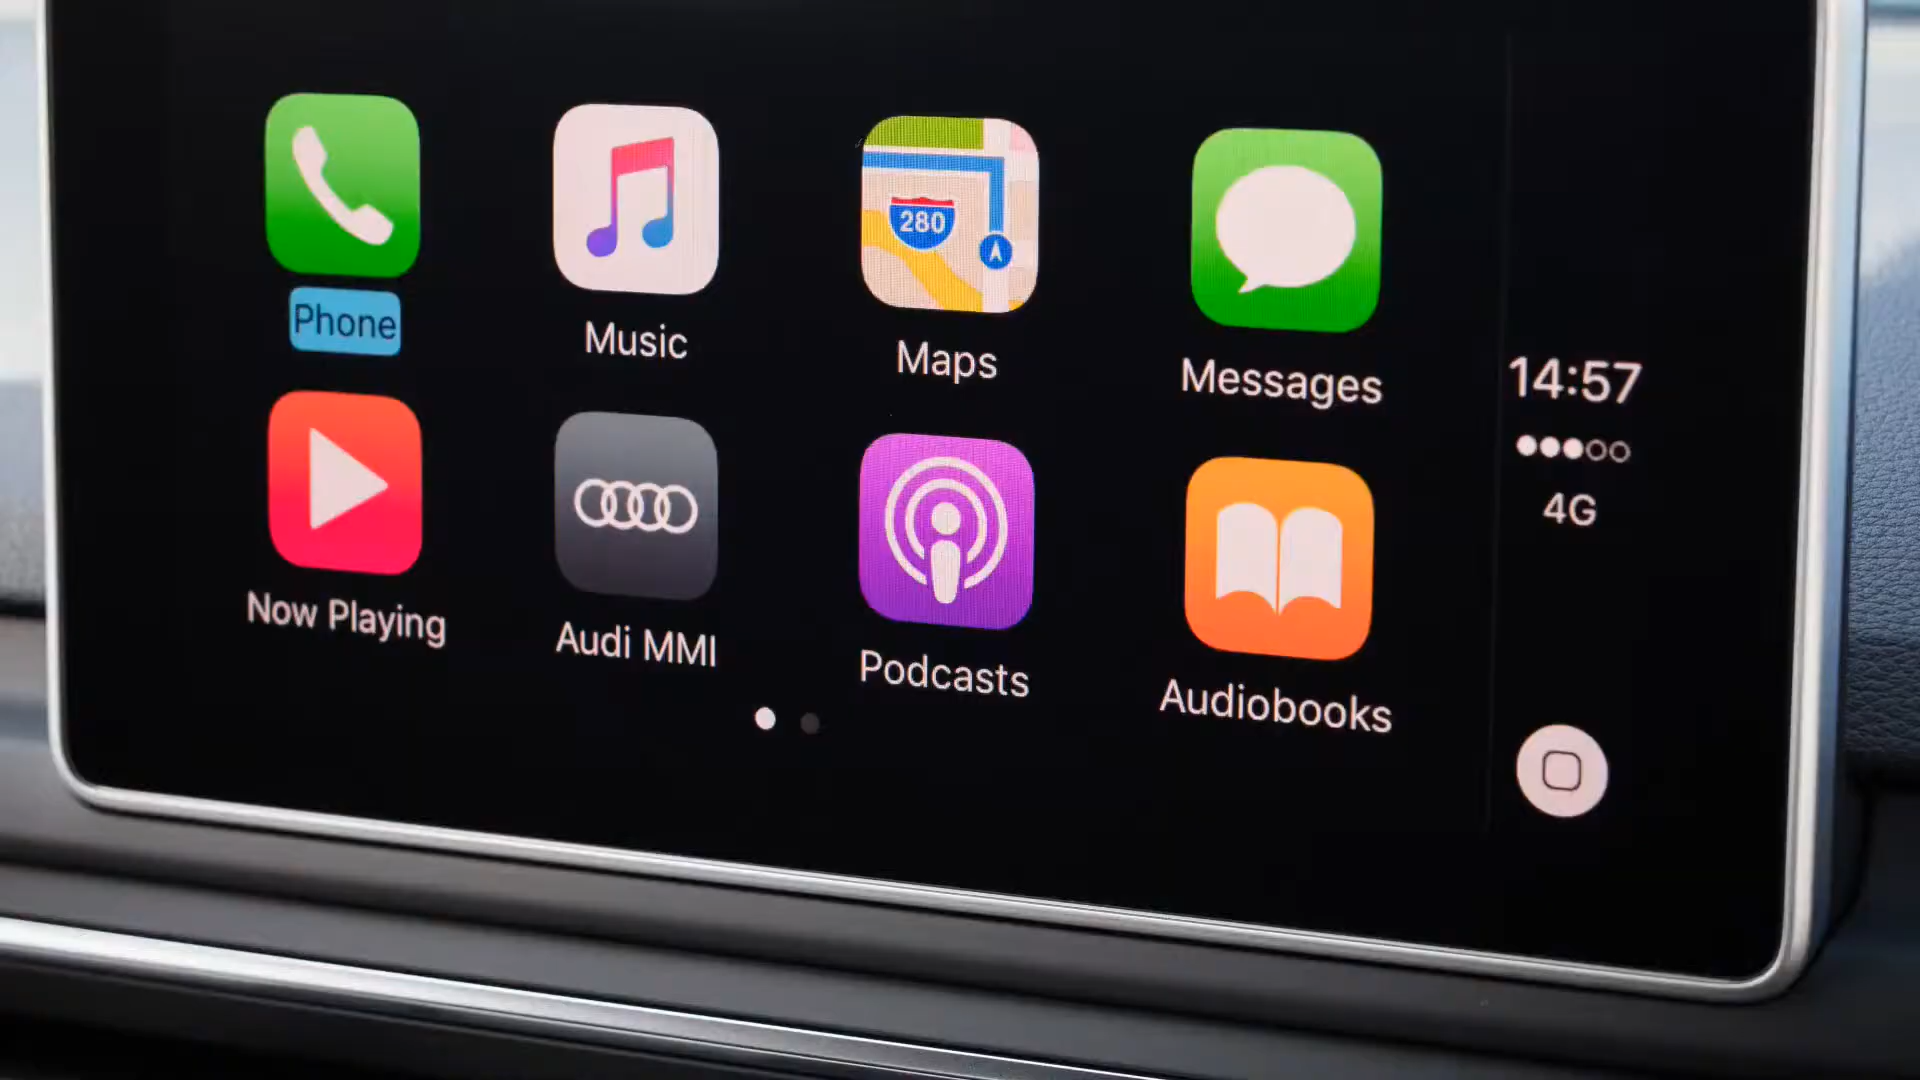 280
Phone
Music
Maps
Messages
14:57
4G
Now Playing
Audi MMI
Podcasts
Audiobooks